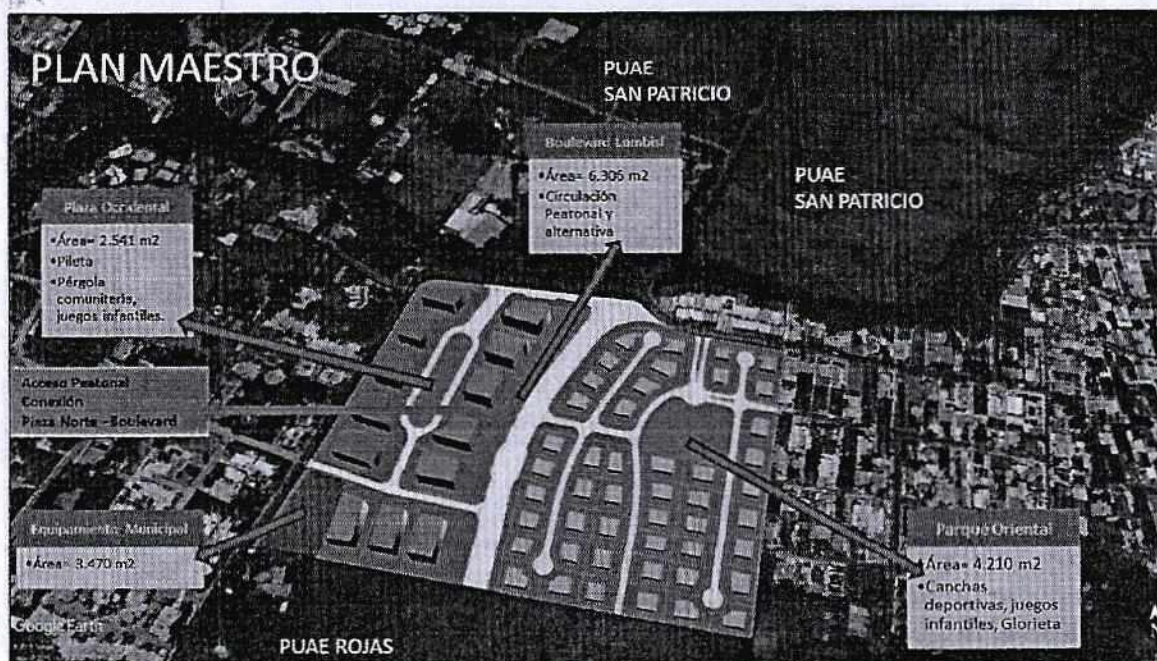 PLAN MAESTRO
PUAE
SAN PATRICIO
Boulevard Lumbisí
•Área= 6.305 m2
•Circulación
Peatonal y
alternativa
PUAE
SAN PATRICIO
Plaza Occidental
•Área= 2.541 m2
•Pileta
•Pérgola
comunitaria,
juegos infantiles.
Acceso Peatonal
Conexión
Plaza Norte –Boulevard
Equipamiento Municipal
•Área= 3.470 m2
Parque Oriental
•Área= 4.210 m2
•Canchas
deportivas, juegos
infantiles, Glorieta
Google Earth
PUAE ROJAS